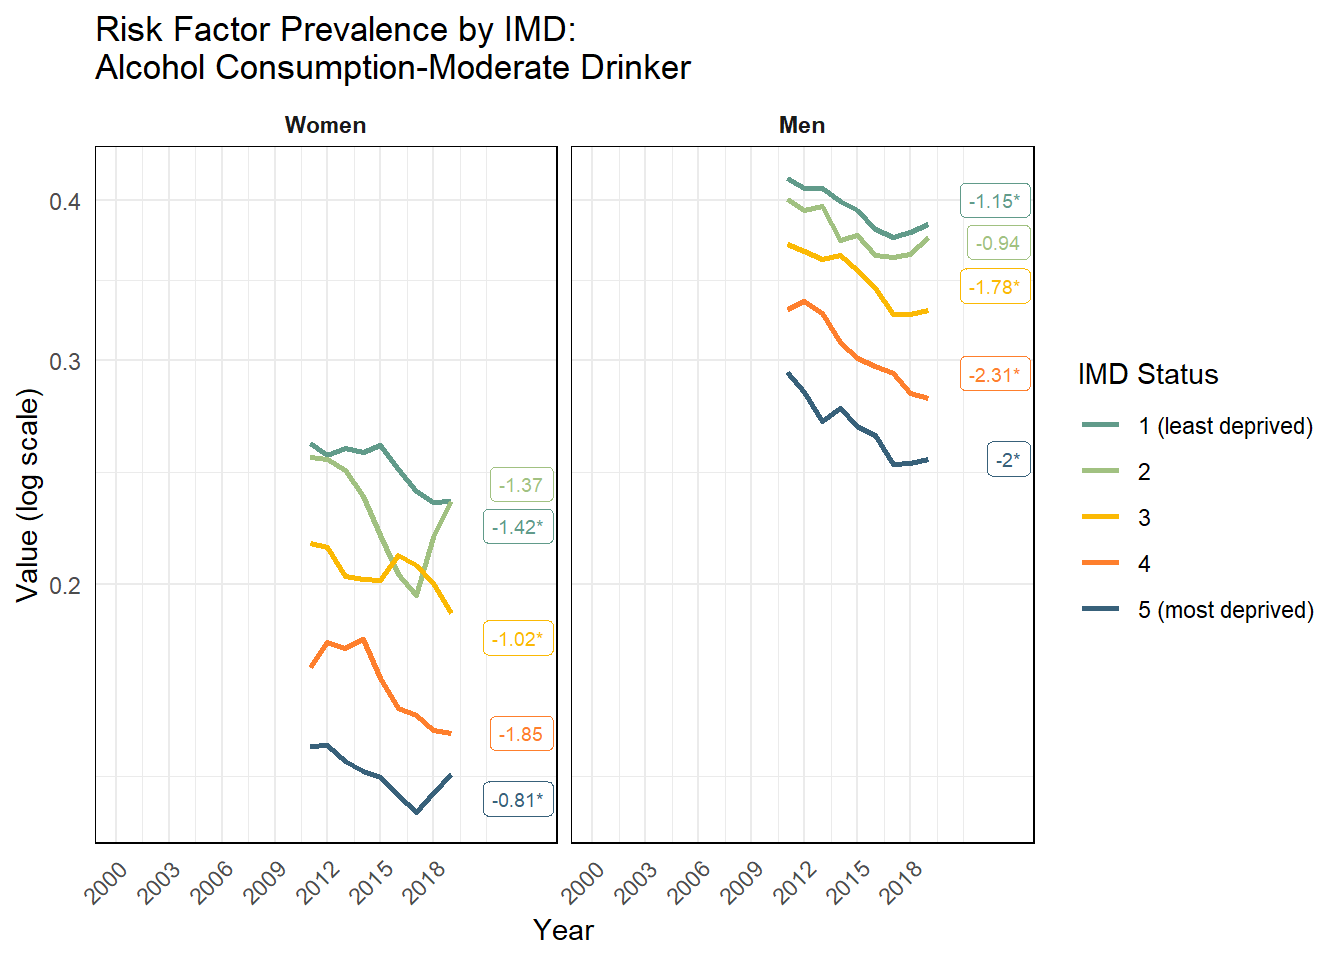 Risk Factor Prevalence by IMD:
Alcohol Consumption-Moderate Drinker
Women
Men
Value (log scale)
0.4
0.3
0.2
-1.37
-1.42*
-1.02*
-1.85
-0.81*
-1.15*
-0.94
-1.78*
-2.31*
-2*
2000 2003 2006 2009 2012 2015 2018
2000 2003 2006 2009 2012 2015 2018
Year
IMD Status
1 (least deprived)
2
3
4
5 (most deprived)